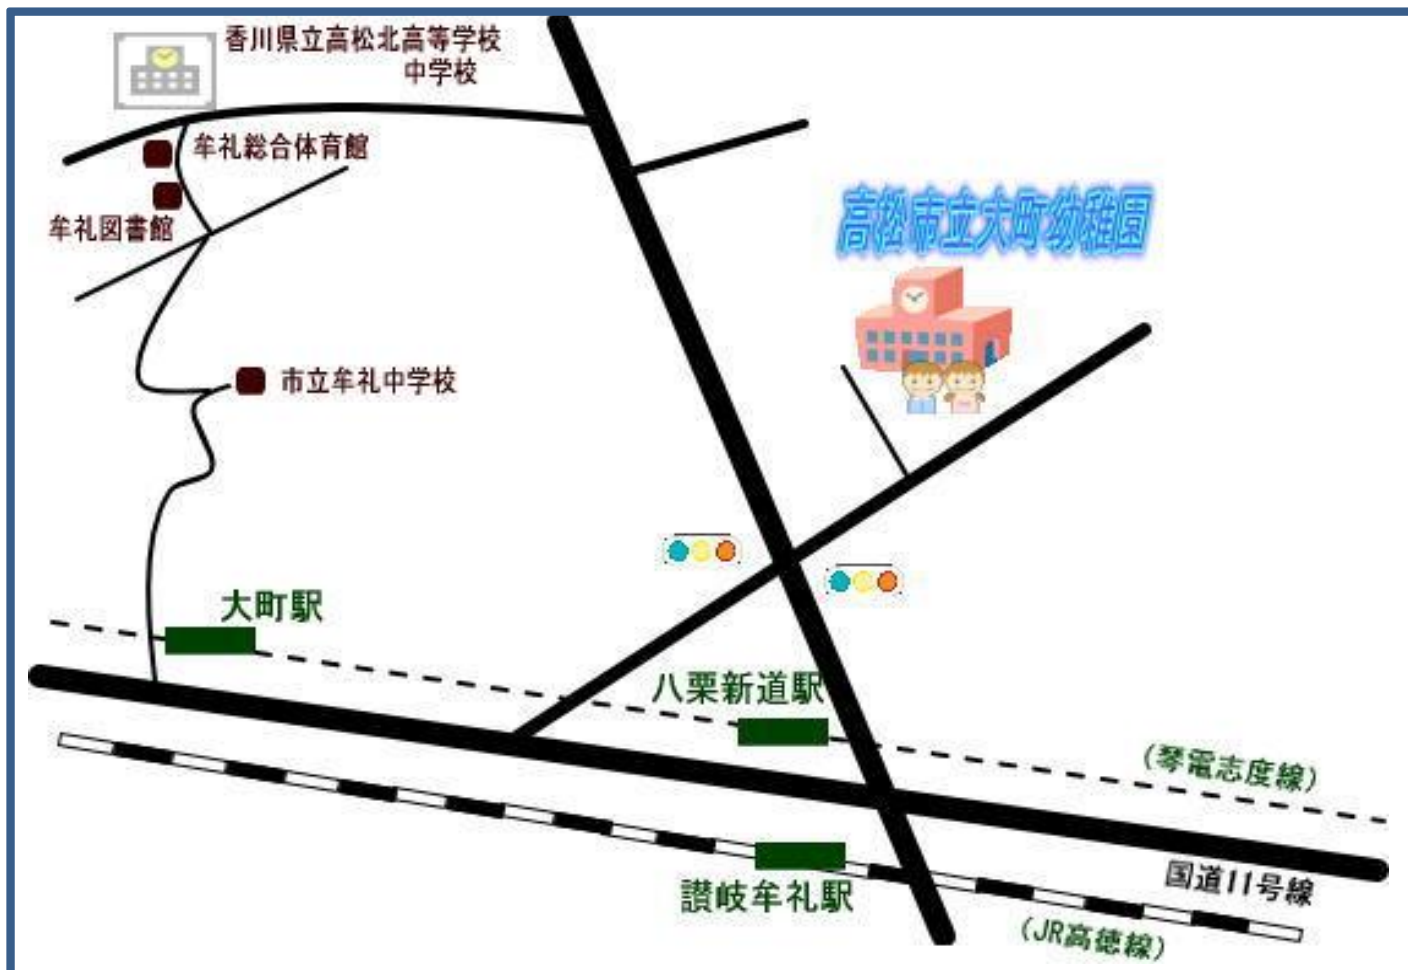 香川県立高松北高等学校
中学校
牟礼総合体育館
牟礼図書館
高松市立大町幼稚園
市立牟礼中学校
大町駅
八栗新道駅
(琴電志度線)
国道11号線
讃岐牟礼駅
(JR高徳線)